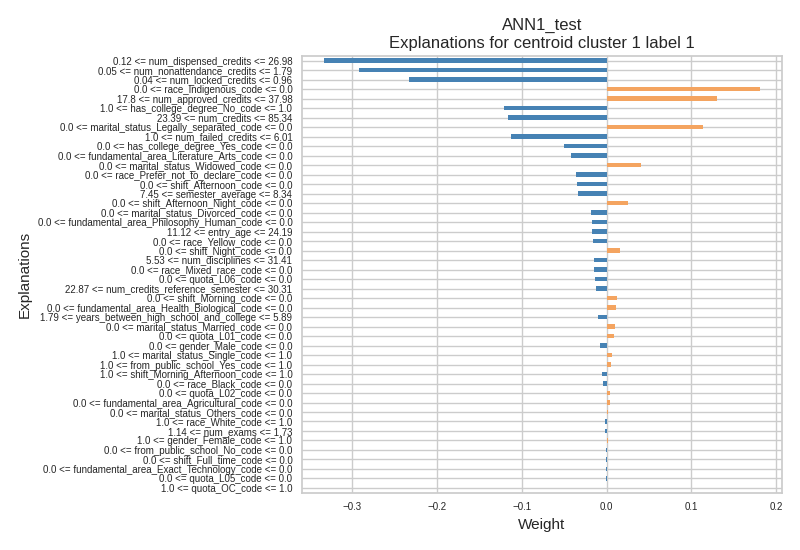 ANN1_test
Explanations for centroid cluster 1 label 1
Explanations
0.12 <= num_dispensed_credits <= 26.98
0.05 <= num_nonattendance_credits <= 1.79
0.04 <= num_locked_credits <= 0.96
0.0 <= race_Indigenous_code <= 0.0
17.8 <= num_approved_credits <= 37.98
1.0 <= has_college_degree_No_code <= 1.0
23.39 <= num_credits <= 85.34
0.0 <= marital_status_Legally_separated_code <= 0.0
1.0 <= num_failed_credits <= 6.01
0.0 <= has_college_degree_Yes_code <= 0.0
0.0 <= fundamental_area_Literature_Arts_code <= 0.0
0.0 <= marital_status_Widowed_code <= 0.0
0.0 <= race_Prefer_not_to_declare_code <= 0.0
0.0 <= shift_Afternoon_code <= 0.0
7.45 <= semester_average <= 8.34
0.0 <= shift_Afternoon_Night_code <= 0.0
0.0 <= marital_status_Divorced_code <= 0.0
0.0 <= fundamental_area_Philosophy_Human_code <= 0.0
11.12 <= entry_age <= 24.19
0.0 <= race_Yellow_code <= 0.0
0.0 <= shift_Night_code <= 0.0
5.53 <= num_disciplines <= 31.41
0.0 <= race_Mixed_race_code <= 0.0
0.0 <= quota_L06_code <= 0.0
22.87 <= num_credits_reference_semester <= 30.31
0.0 <= shift_Morning_code <= 0.0
0.0 <= fundamental_area_Health_Biological_code <= 0.0
1.79 <= years_between_high_school_and_college <= 5.89
0.0 <= marital_status_Married_code <= 0.0
0.0 <= quota_L01_code <= 0.0
0.0 <= gender_Male_code <= 0.0
1.0 <= marital_status_Single_code <= 1.0
1.0 <= from_public_school_Yes_code <= 1.0
1.0 <= shift_Morning_Afternoon_code <= 1.0
0.0 <= race_Black_code <= 0.0
0.0 <= quota_L02_code <= 0.0
0.0 <= fundamental_area_Agricultural_code <= 0.0
0.0 <= marital_status_Others_code <= 0.0
1.0 <= race_White_code <= 1.0
1.14 <= num_exams <= 1.73
1.0 <= gender_Female_code <= 1.0
0.0 <= from_public_school_No_code <= 0.0
0.0 <= shift_Full_time_code <= 0.0
0.0 <= fundamental_area_Exact_Technology_code <= 0.0
0.0 <= quota_L05_code <= 0.0
1.0 <= quota_OC_code <= 1.0
−0.3 −0.2 −0.1 0.0 0.1 0.2
Weight